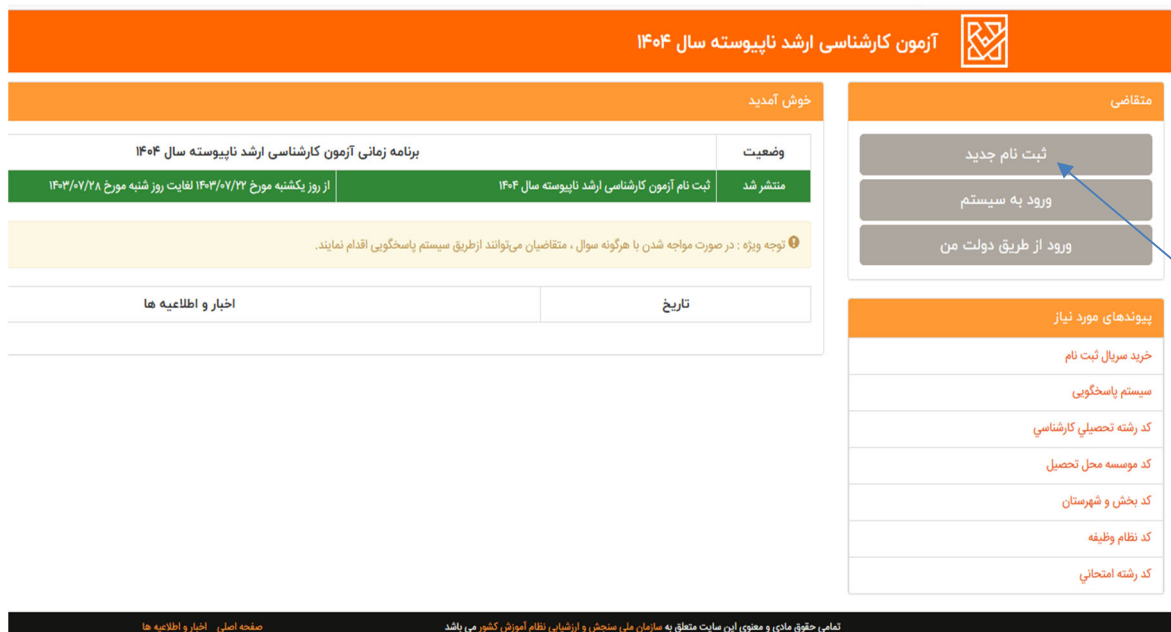 آزمون کارشناسی ارشد ناپیوسته سال ۱۴۰۴
متقاضی
ثبت نام جدید
ورود به سیستم
ورود از طریق دولت من
پیوندهای مورد نیاز
خرید سریال ثبت نام
سیستم پاسخگویی
کد رشته تحصیلي کارشناسي
کد موسسه محل تحصیل
کد بخش و شهرستان
کد نظام وظیفه
کد رشته امتحاني
خوش آمدید
وضعیت برنامه زمانی آزمون کارشناسی ارشد ناپیوسته سال ۱۴۰۴
منتشر شد ثبت نام آزمون کارشناسی ارشد ناپیوسته سال ۱۴۰۴ از روز یکشنبه مورخ ۱۴۰۳/۰۷/۲۲ لغایت روز شنبه مورخ ۱۴۰۳/۰۷/۲۸
توجه ویژه : در صورت مواجه شدن با هرگونه سوال ، متقاضیان می‌توانند ازطریق سیستم پاسخگویی اقدام نمایند.
تاریخ اخبار و اطلاعیه ها
تمامی حقوق مادی و معنوی این سایت متعلق به سازمان ملی سنجش و ارزشیابی نظام آموزش کشور می باشد
صفحه اصلی اخبار و اطلاعیه ها